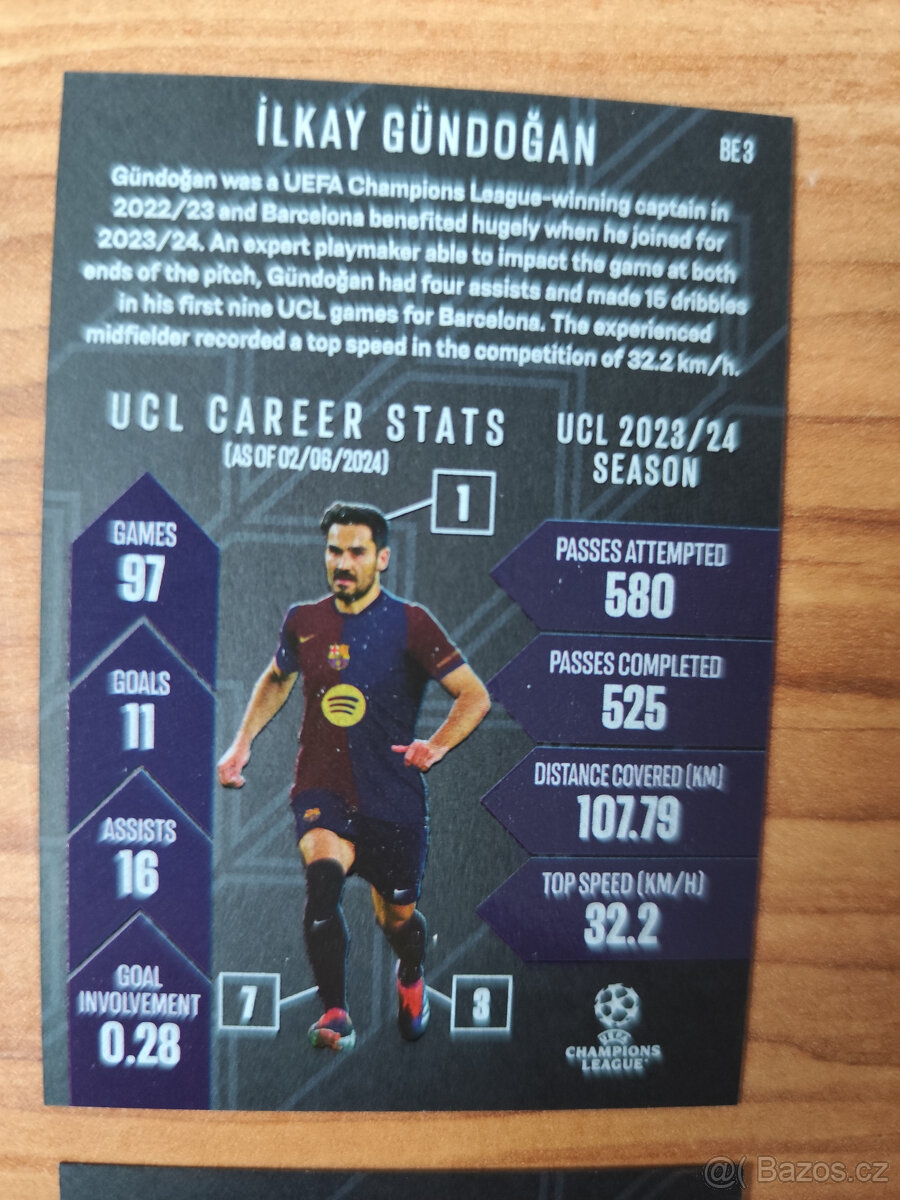 İLKAY GÜNDOĞAN
BE 3
Gündoğan was a UEFA Champions League-winning captain in
2022/23 and Barcelona benefited hugely when he joined for
2023/24. An expert playmaker able to impact the game at both
ends of the pitch, Gündoğan had four assists and made 15 dribbles
in his first nine UCL games for Barcelona. The experienced
midfielder recorded a top speed in the competition of 32.2 km/h.
UCL CAREER STATS
(AS OF 02/06/2024)
GAMES
97
GOALS
11
ASSISTS
16
GOAL
INVOLVEMENT
0.28
1
7
3
UCL 2023/24
SEASON
PASSES ATTEMPTED
580
PASSES COMPLETED
525
DISTANCE COVERED (KM)
107.79
TOP SPEED (KM/H)
32.2
UEFA
CHAMPIONS
LEAGUE
@( Bazos.cz